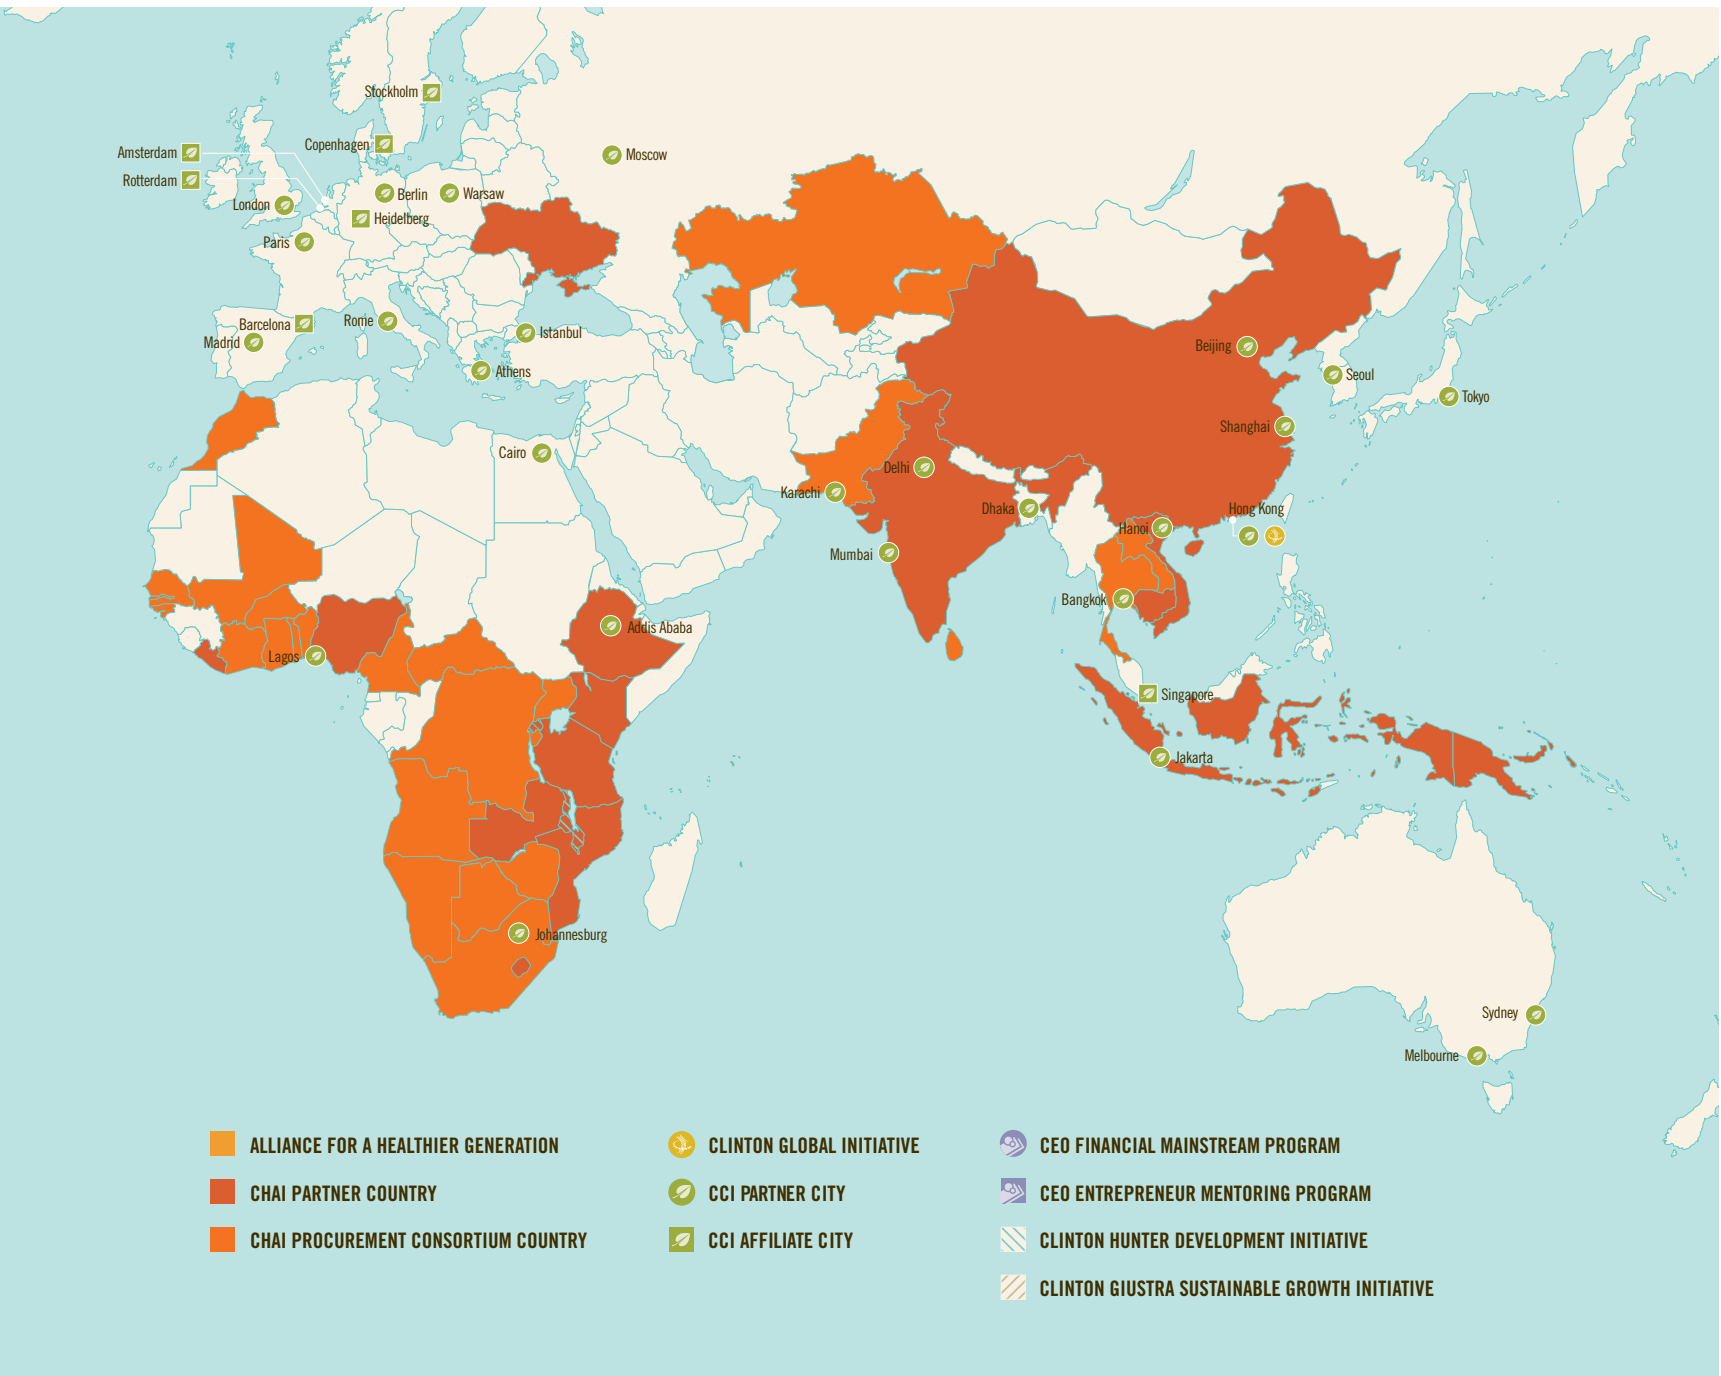 Stockholm
Copenhagen
Amsterdam
Moscow
Rotterdam
Berlin
Warsaw
London
Heidelberg
Paris
Barcelona
Rome
Istanbul
Madrid
Athens
Beijing
Seoul
Tokyo
Shanghai
Cairo
Delhi
Karachi
Dhaka
Hong Kong
Hanoi
Mumbai
Bangkok
Addis Ababa
Lagos
Singapore
Jakarta
Johannesburg
Sydney
Melbourne
ALLIANCE FOR A HEALTHIER GENERATION
CHAI PARTNER COUNTRY
CHAI PROCUREMENT CONSORTIUM COUNTRY
CLINTON GLOBAL INITIATIVE
CCI PARTNER CITY
CCI AFFILIATE CITY
CEO FINANCIAL MAINSTREAM PROGRAM
CEO ENTREPRENEUR MENTORING PROGRAM
CLINTON HUNTER DEVELOPMENT INITIATIVE
CLINTON GIUSTRA SUSTAINABLE GROWTH INITIATIVE